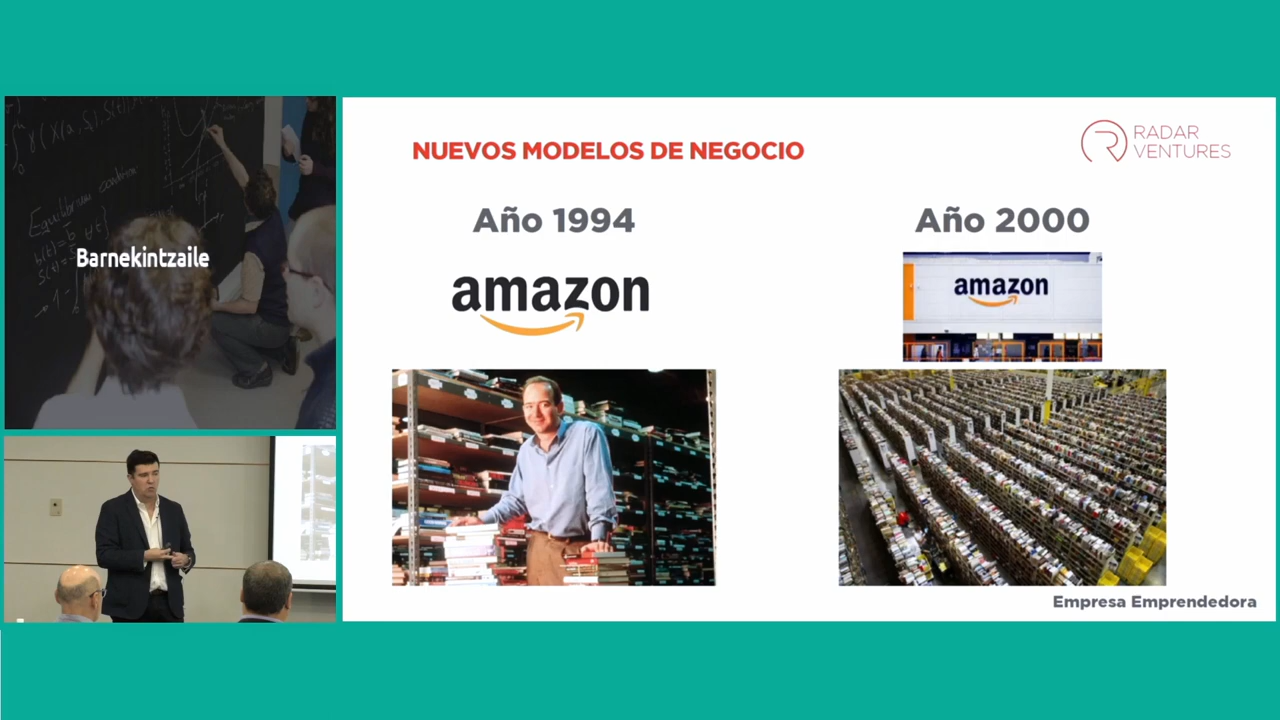 Barnekintzaile
NUEVOS MODELOS DE NEGOCIO
RADAR
VENTURES
Año 1994
Año 2000
amazon
amazon
Empresa Emprendedora